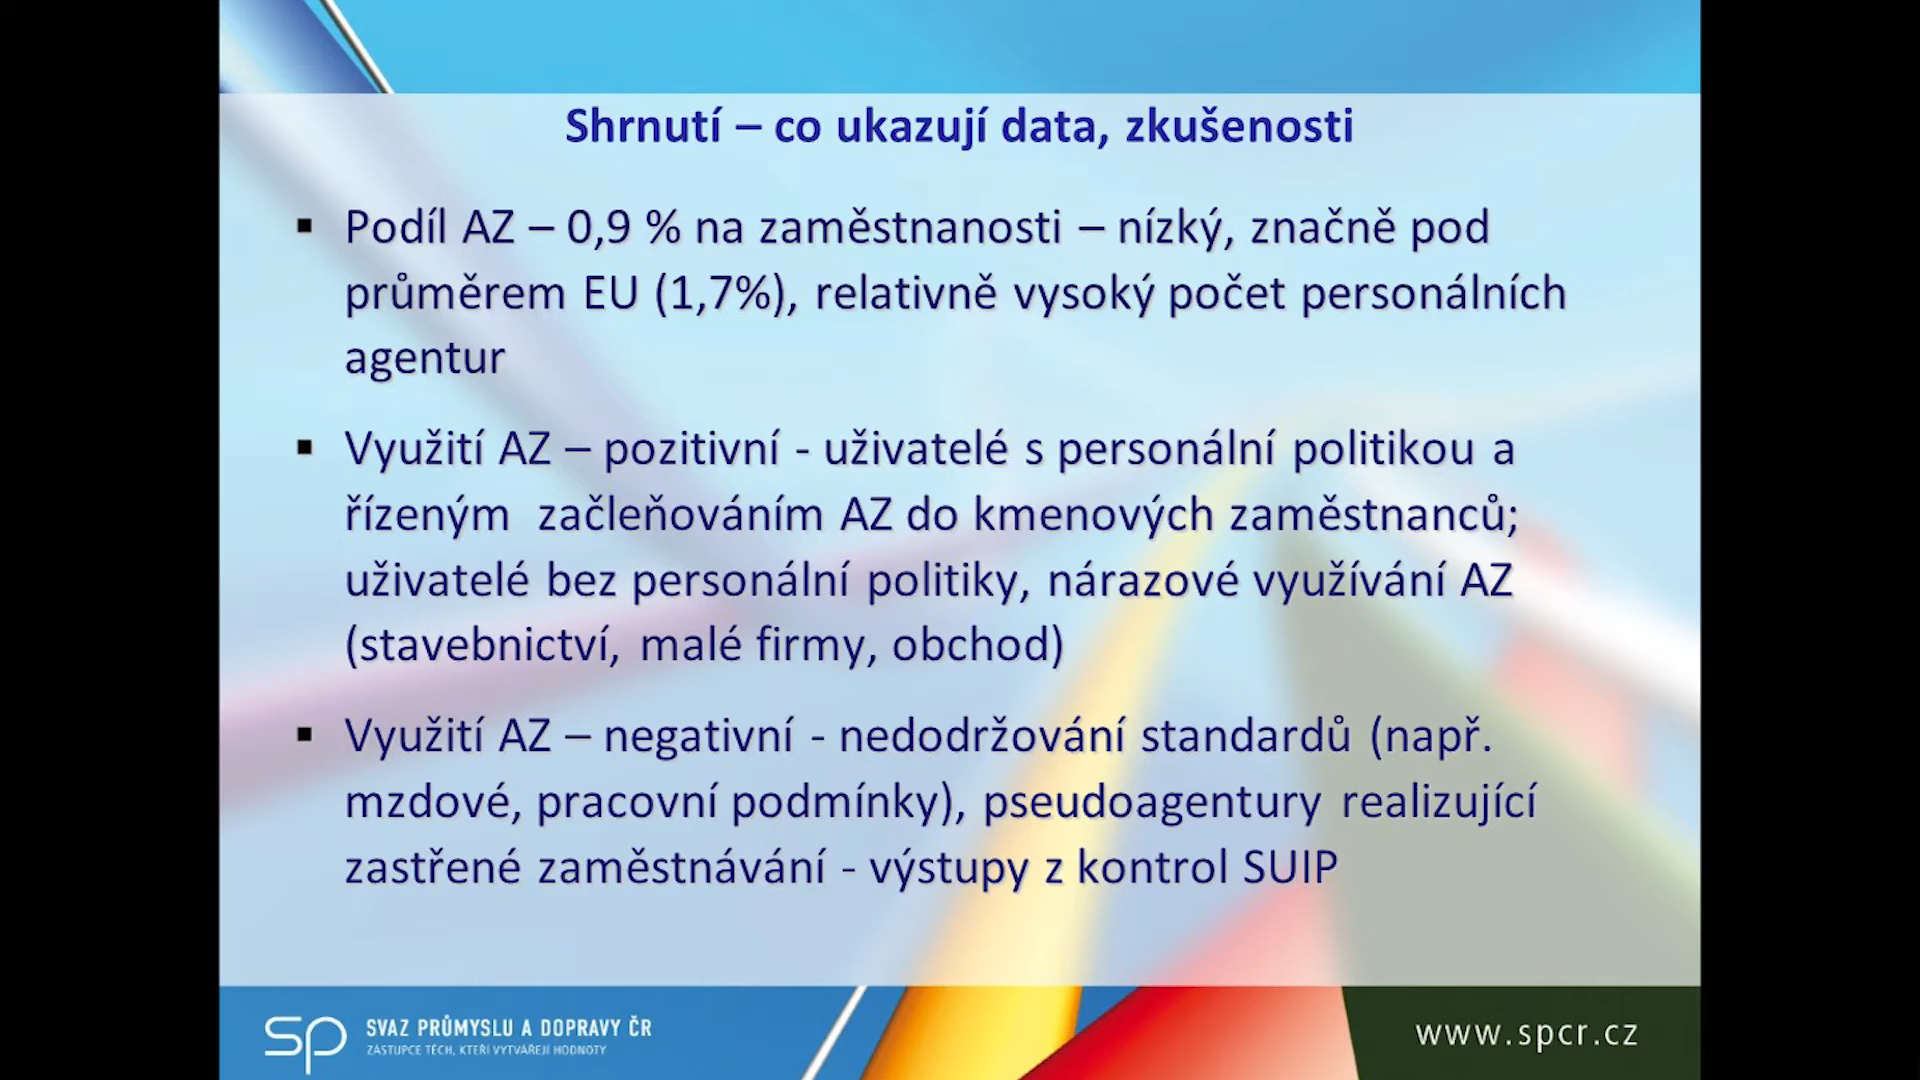 Shrnutí – co ukazují data, zkušenosti
▪ Podíl AZ – 0,9 % na zaměstnanosti – nízký, značně pod
průměrem EU (1,7%), relativně vysoký počet personálních
agentur
▪ Využití AZ – pozitivní - uživatelé s personální politikou a
řízeným začleňováním AZ do kmenových zaměstnanců;
uživatelé bez personální politiky, nárazové využívání AZ
(stavebnictví, malé firmy, obchod)
▪ Využití AZ – negativní - nedodržování standardů (např.
mzdové, pracovní podmínky), pseudoagentury realizující
zastřené zaměstnávání - výstupy z kontrol SUIP
SP SVAZ PRŮMYSLU A DOPRAVY ČR
ZÁSTUPCE TĚCH, KTEŘÍ VYTVÁŘEJÍ HODNOTY
www.spcr.cz